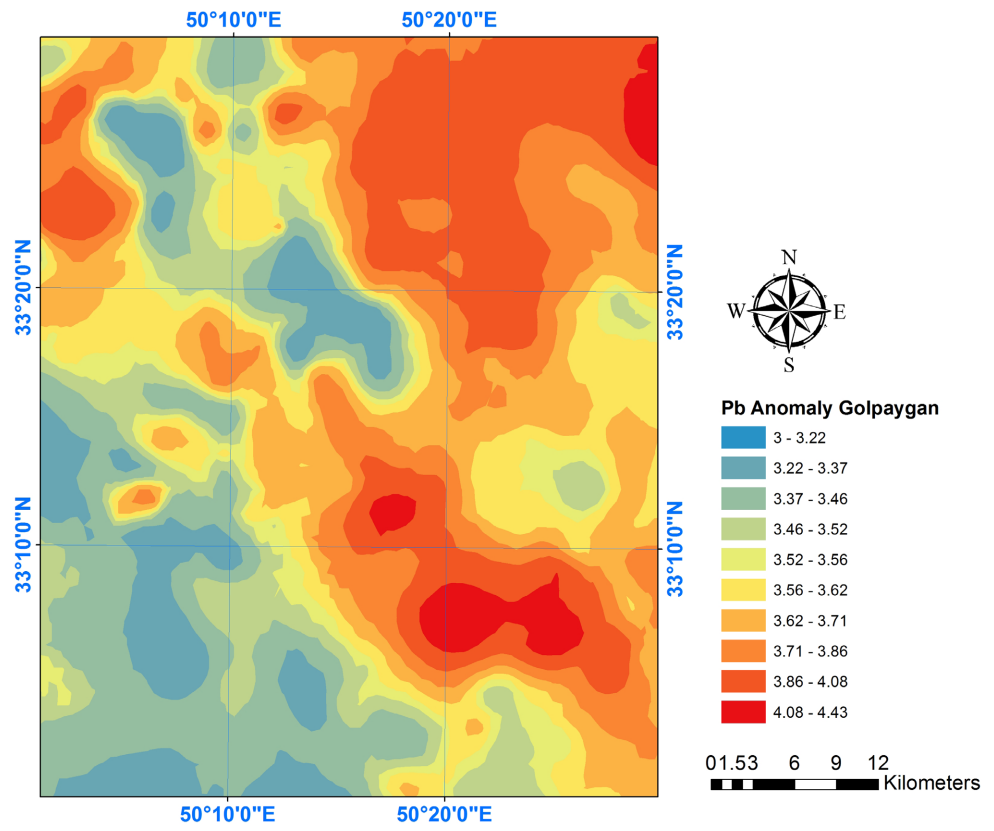 50°10'0"E 50°20'0"E
33°20'0"N
33°20'0"N
33°10'0"N
33°10'0"N
50°10'0"E 50°20'0"E
N
W E
S
Pb Anomaly Golpaygan
3 - 3.22
3.22 - 3.37
3.37 - 3.46
3.46 - 3.52
3.52 - 3.56
3.56 - 3.62
3.62 - 3.71
3.71 - 3.86
3.86 - 4.08
4.08 - 4.43
01.53 6 9 12
Kilometers